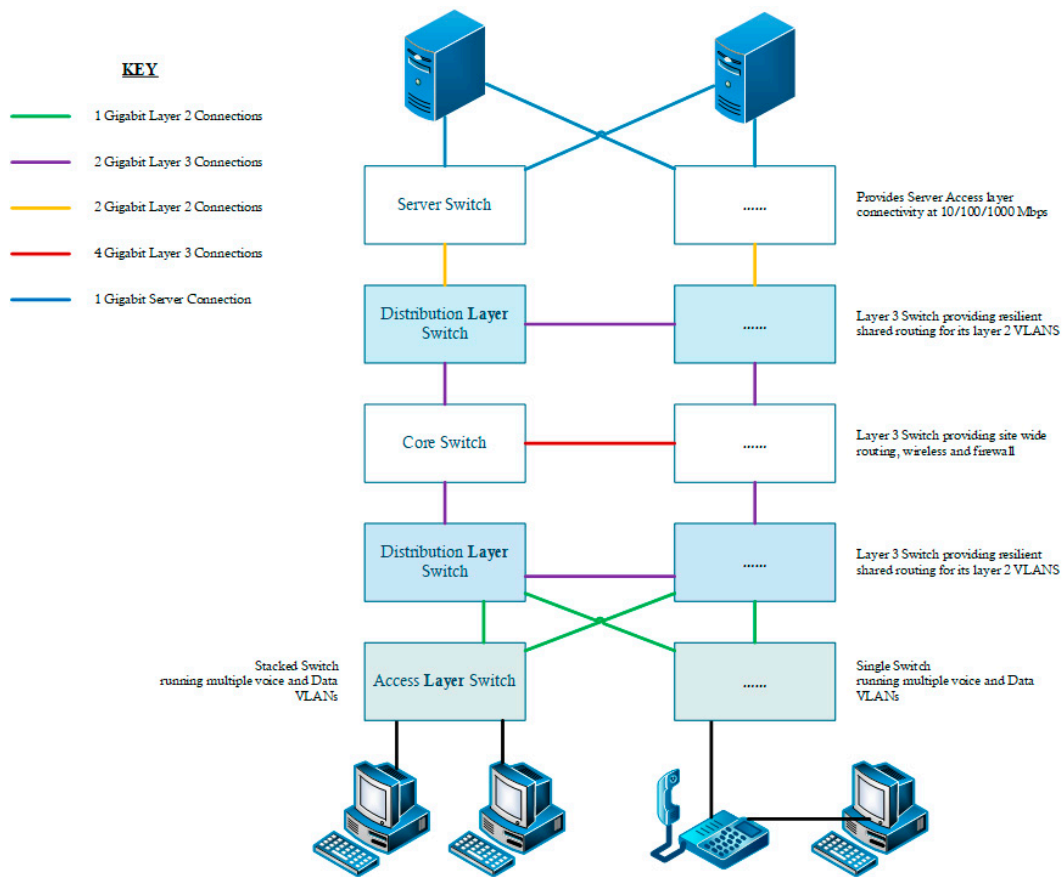 KEY
1 Gigabit Layer 2 Connections
2 Gigabit Layer 3 Connections
2 Gigabit Layer 2 Connections
4 Gigabit Layer 3 Connections
1 Gigabit Server Connection
Server Switch
......
Provides Server Access layer
connectivity at 10/100/1000 Mbps
Distribution Layer
Switch
......
Layer 3 Switch providing resilient
shared routing for its layer 2 VLANS
Core Switch
......
Layer 3 Switch providing site wide
routing, wireless and firewall
Distribution Layer
Switch
......
Layer 3 Switch providing resilient
shared routing for its layer 2 VLANS
Stacked Switch
running multiple voice and Data
VLANs
Access Layer Switch
......
Single Switch
running multiple voice and Data
VLANs